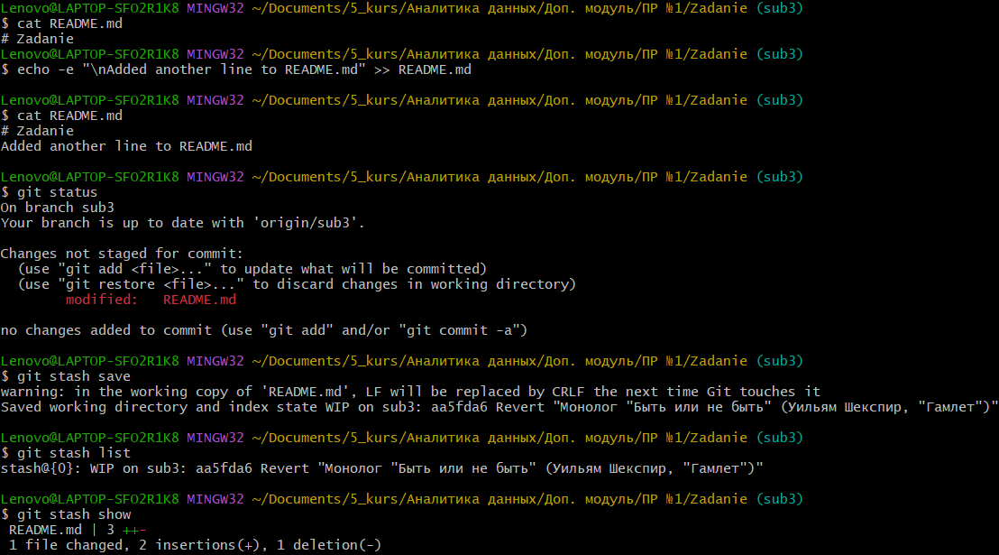 Lenovo@LAPTOP-SFO2R1K8 MINGW32 ~/Documents/5_kurs/Аналитика данных/Доп. модуль/ПР №1/Zadanie (sub3)
$ cat README.md
# Zadanie
Lenovo@LAPTOP-SFO2R1K8 MINGW32 ~/Documents/5_kurs/Аналитика данных/Доп. модуль/ПР №1/Zadanie (sub3)
$ echo -e "\nAdded another line to README.md" >> README.md

Lenovo@LAPTOP-SFO2R1K8 MINGW32 ~/Documents/5_kurs/Аналитика данных/Доп. модуль/ПР №1/Zadanie (sub3)
$ cat README.md
# Zadanie
Added another line to README.md

Lenovo@LAPTOP-SFO2R1K8 MINGW32 ~/Documents/5_kurs/Аналитика данных/Доп. модуль/ПР №1/Zadanie (sub3)
$ git status
On branch sub3
Your branch is up to date with 'origin/sub3'.

Changes not staged for commit:
  (use "git add <file>..." to update what will be committed)
  (use "git restore <file>..." to discard changes in working directory)
        modified:   README.md

no changes added to commit (use "git add" and/or "git commit -a")

Lenovo@LAPTOP-SFO2R1K8 MINGW32 ~/Documents/5_kurs/Аналитика данных/Доп. модуль/ПР №1/Zadanie (sub3)
$ git stash save
warning: in the working copy of 'README.md', LF will be replaced by CRLF the next time Git touches it
Saved working directory and index state WIP on sub3: aa5fda6 Revert "Монолог "Быть или не быть" (Уильям Шекспир, "Гамлет")"

Lenovo@LAPTOP-SFO2R1K8 MINGW32 ~/Documents/5_kurs/Аналитика данных/Доп. модуль/ПР №1/Zadanie (sub3)
$ git stash list
stash@{0}: WIP on sub3: aa5fda6 Revert "Монолог "Быть или не быть" (Уильям Шекспир, "Гамлет")"

Lenovo@LAPTOP-SFO2R1K8 MINGW32 ~/Documents/5_kurs/Аналитика данных/Доп. модуль/ПР №1/Zadanie (sub3)
$ git stash show
 README.md | 3 ++-
 1 file changed, 2 insertions(+), 1 deletion(-)